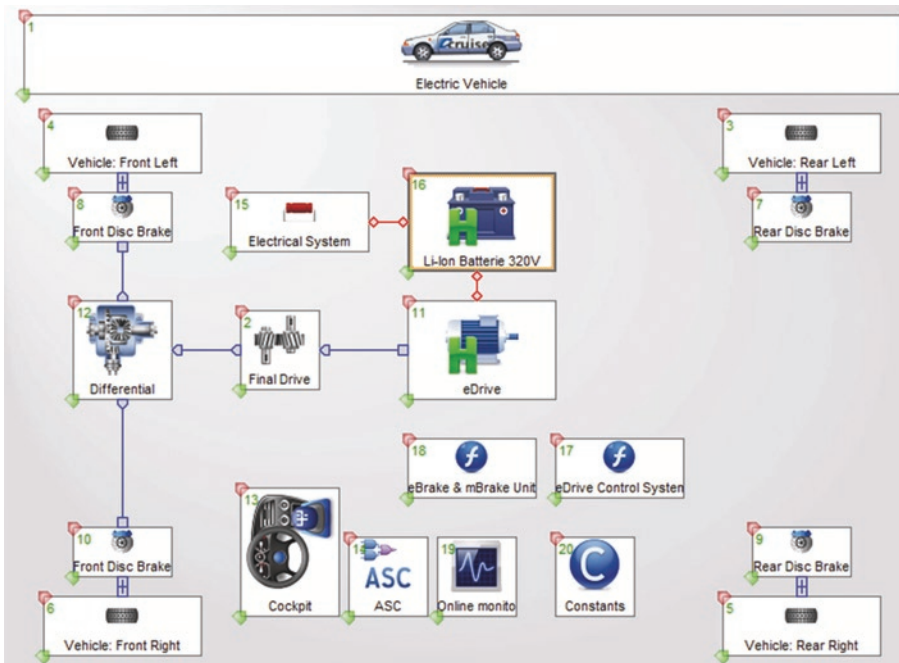 1
cruise
Electric Vehicle
4
Vehicle: Front Left
3
Vehicle: Rear Left
8
Front Disc Brake
15
Electrical System
16
H
Li-Ion Batterie 320V
7
Rear Disc Brake
12
Differential
2
Final Drive
11
H
eDrive
18
eBrake & mBrake Unit
17
eDrive Control System
13
Cockpit
14
ASC
ASC
19
Online monito
20
C
Constants
10
Front Disc Brake
9
Rear Disc Brake
6
Vehicle: Front Right
5
Vehicle: Rear Right